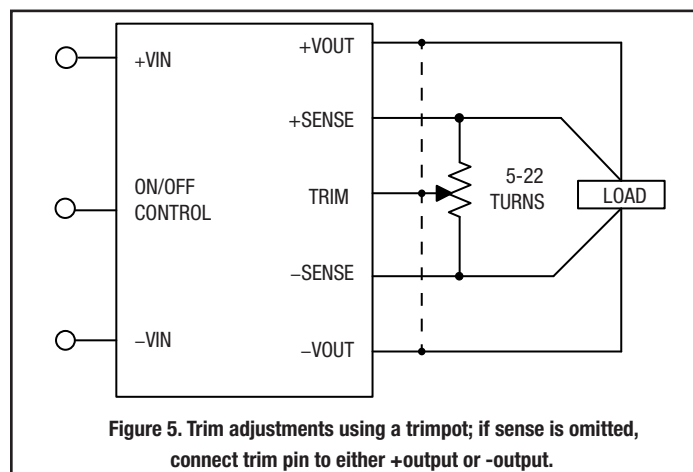 +VIN
+VOUT
+SENSE
ON/OFF
CONTROL
TRIM
5-22
TURNS
LOAD
−SENSE
−VIN
−VOUT
Figure 5. Trim adjustments using a trimpot; if sense is omitted,
connect trim pin to either +output or -output.